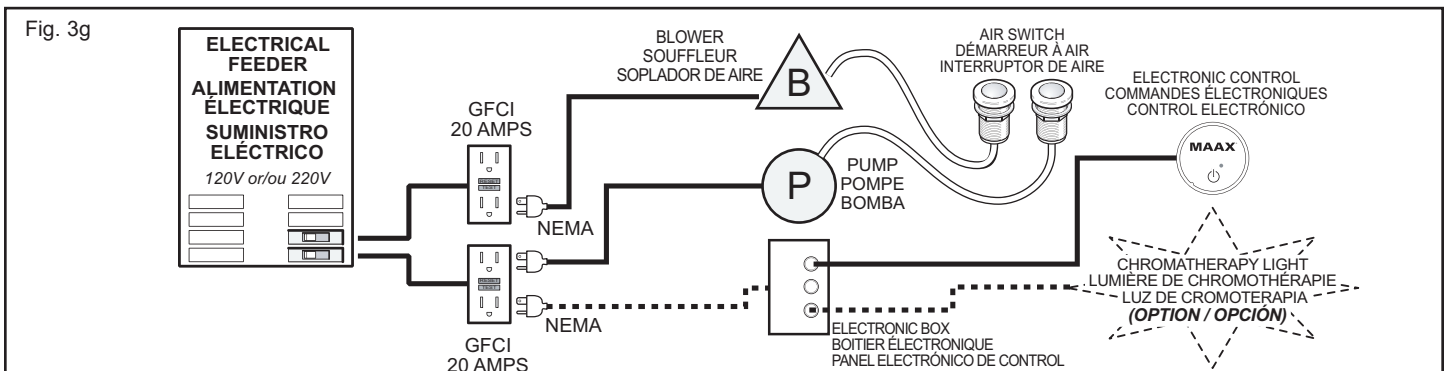 Fig. 3g
ELECTRICAL
FEEDER
ALIMENTATION
ÉLECTRIQUE
SUMINISTRO
ELÉCTRICO
120V or/ou 220V
GFCI
20 AMPS
NEMA
NEMA
GFCI
20 AMPS
BLOWER
SOUFFLEUR
SOPLADOR DE AIRE
B
AIR SWITCH
DÉMARREUR À AIR
INTERRUPTOR DE AIRE
P
PUMP
POMPE
BOMBA
ELECTRONIC CONTROL
COMMANDES ÉLECTRONIQUES
CONTROL ELECTRÓNICO
MAAX
ELECTRONIC BOX
BOITIER ÉLECTRONIQUE
PANEL ELECTRÓNICO DE CONTROL
CHROMATHERAPY LIGHT
LUMIÈRE DE CHROMOTHÉRAPIE
LUZ DE CROMOTERAPIA
(OPTION / OPCIÓN)